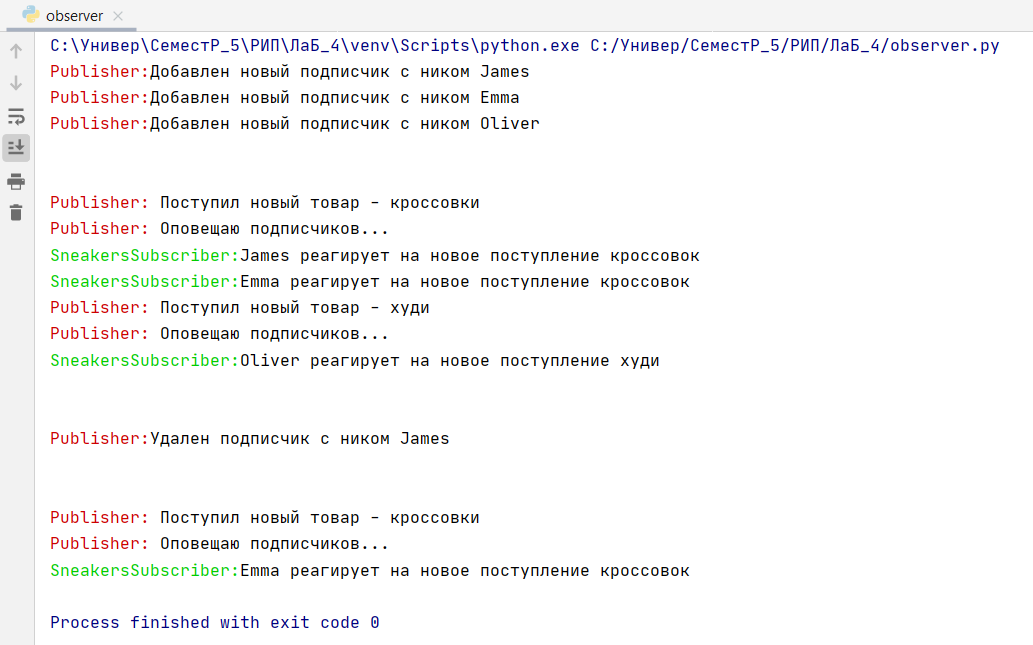 observer
C:\Универ\СеместР_5\РИП\ЛаБ_4\venv\Scripts\python.exe C:/Универ/СеместР_5/РИП/ЛаБ_4/observer.py
Publisher:Добавлен новый подписчик с ником James
Publisher:Добавлен новый подписчик с ником Emma
Publisher:Добавлен новый подписчик с ником Oliver
Publisher: Поступил новый товар – кроссовки
Publisher: Оповещаю подписчиков...
SneakersSubscriber:James реагирует на новое поступление кроссовок
SneakersSubscriber:Emma реагирует на новое поступление кроссовок
Publisher: Поступил новый товар – худи
Publisher: Оповещаю подписчиков...
SneakersSubscriber:Oliver реагирует на новое поступление худи
Publisher:Удален подписчик с ником James
Publisher: Поступил новый товар – кроссовки
Publisher: Оповещаю подписчиков...
SneakersSubscriber:Emma реагирует на новое поступление кроссовок
Process finished with exit code 0